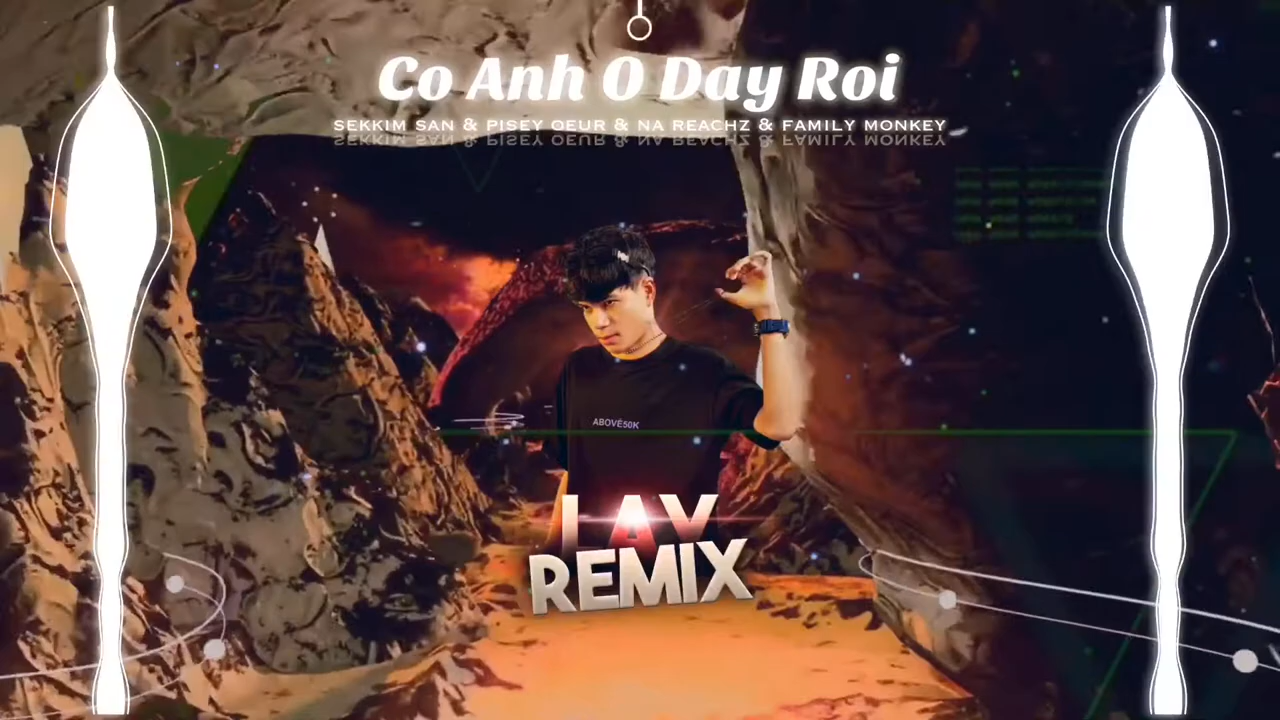 Co Anh O Day Roi
SEKKIM SAN & PISEY OEUR & NA REACHZ & FAMILY MONKEY
ABOVE50K
LAV
REMIX